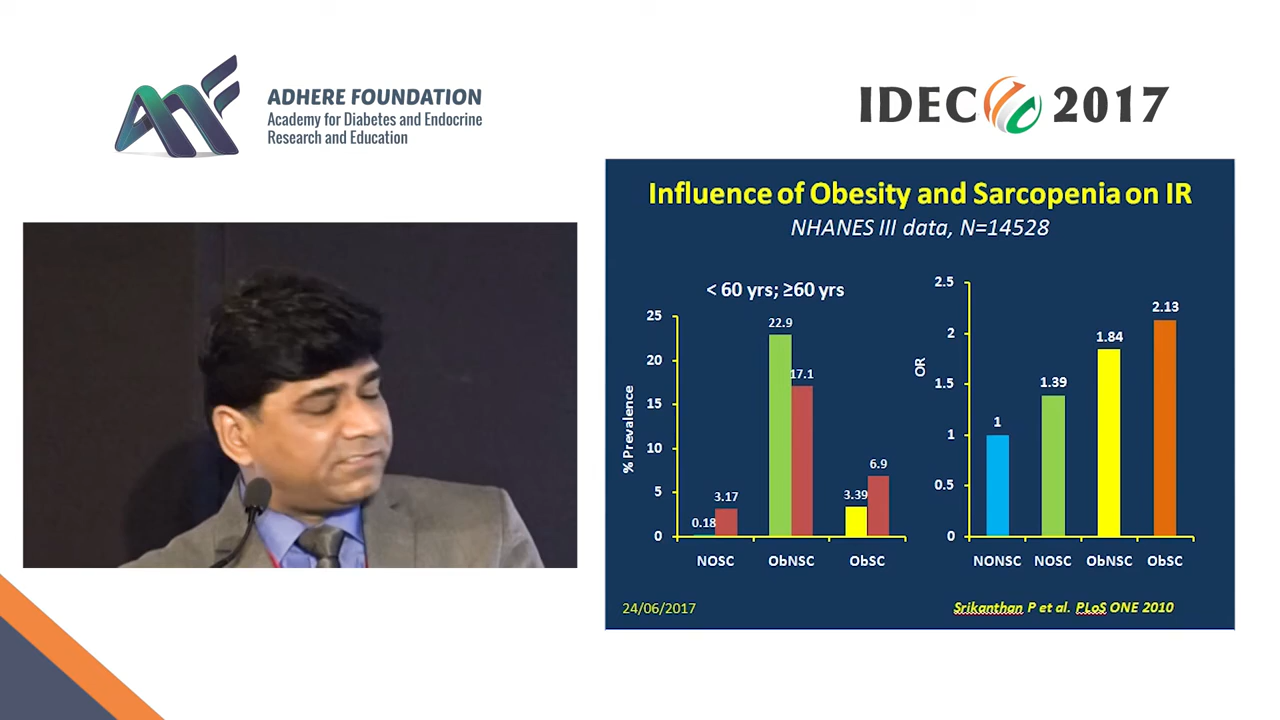 ADHERE FOUNDATION
Academy for Diabetes and Endocrine
Research and Education
IDEC 2017
Influence of Obesity and Sarcopenia on IR
NHANES III data, N=14528
< 60 yrs; ≥60 yrs
% Prevalence
25
20
15
10
5
0
0.18
3.17
22.9
17.1
3.39
6.9
NOSC ObNSC ObSC
OR
2.5
2
1.5
1
0.5
0
1
1.39
1.84
2.13
NONSC NOSC ObNSC ObSC
24/06/2017
Srikanthan P et al. PLoS ONE 2010